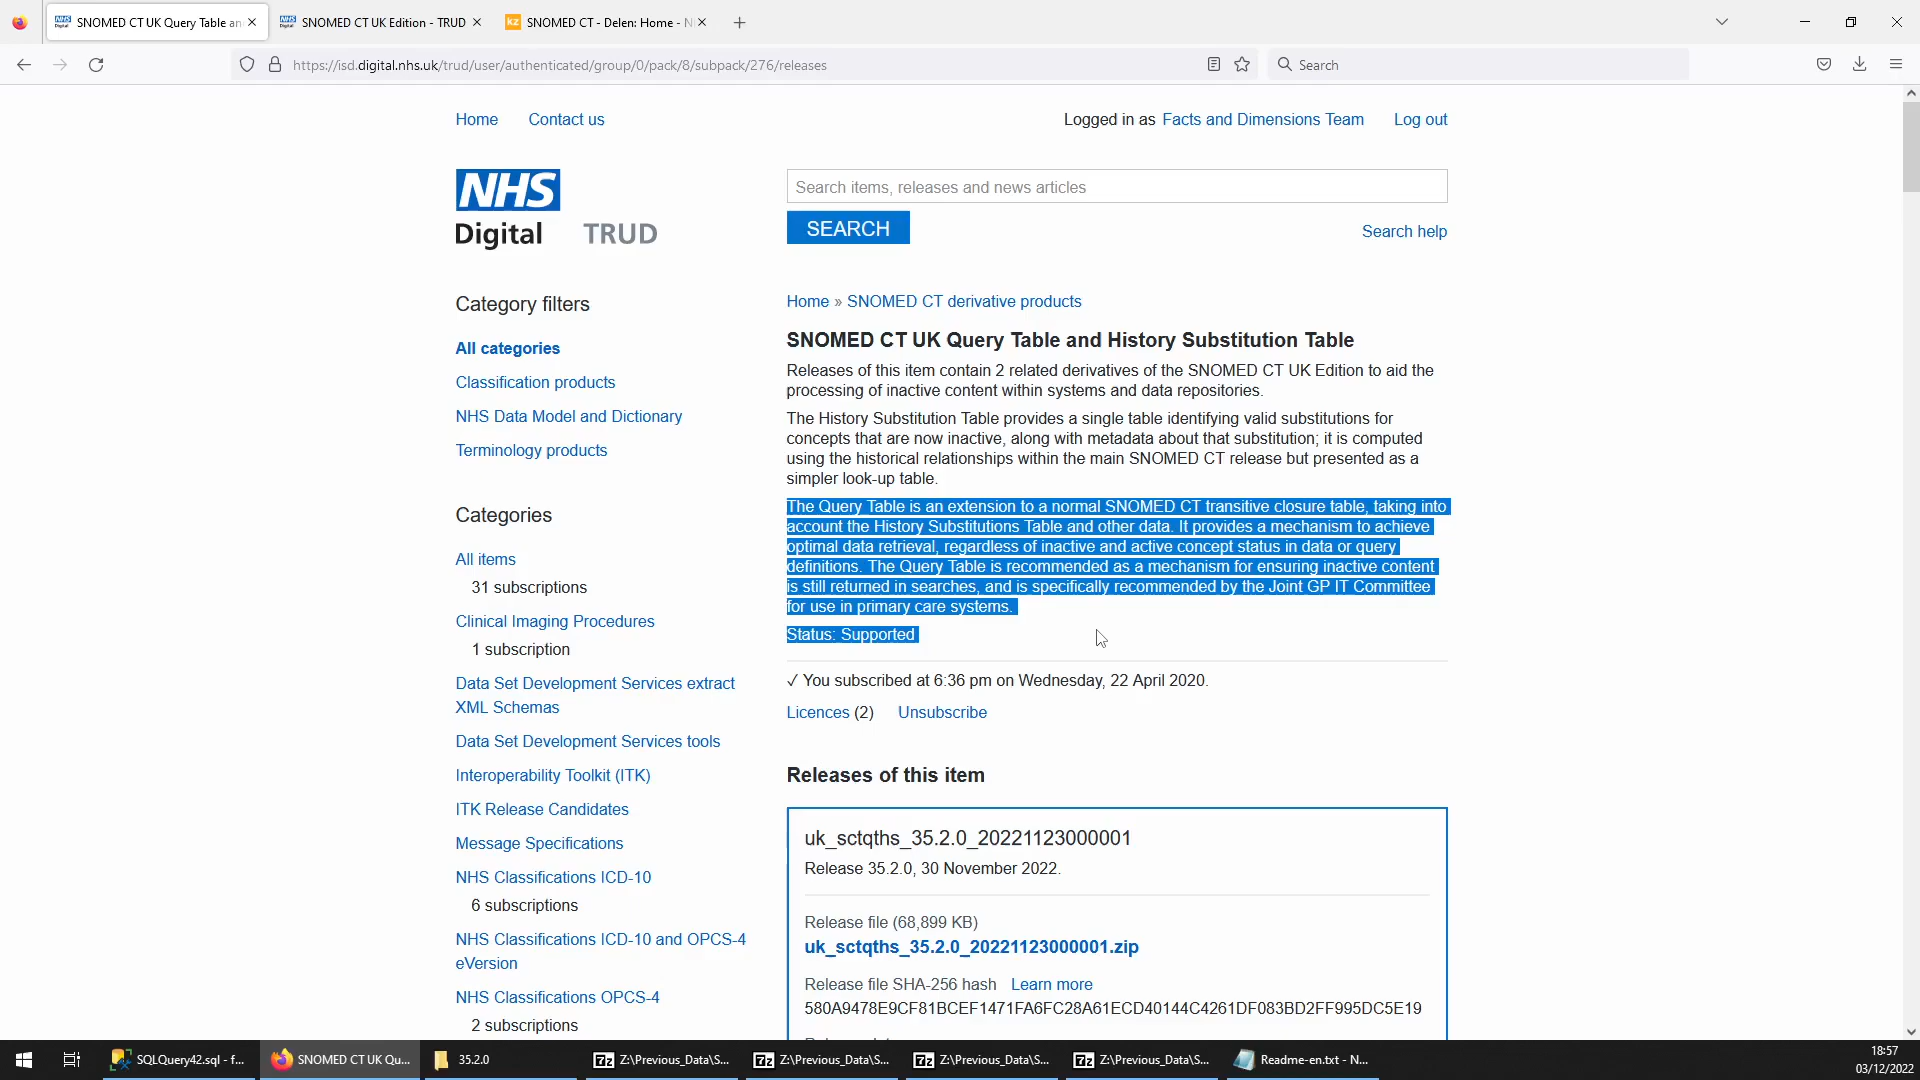 SNOMED CT UK Query Table an
SNOMED CT UK Edition - TRUD
SNOMED CT - Delen: Home - N
https://isd.digital.nhs.uk/trud/user/authenticated/group/0/pack/8/subpack/276/releases
Search
Home
Contact us
Logged in as Facts and Dimensions Team
Log out
NHS
Digital
TRUD
Search items, releases and news articles
SEARCH
Search help
Category filters
All categories
Classification products
NHS Data Model and Dictionary
Terminology products
Categories
All items
31 subscriptions
Clinical Imaging Procedures
1 subscription
Data Set Development Services extract
XML Schemas
Data Set Development Services tools
Interoperability Toolkit (ITK)
ITK Release Candidates
Message Specifications
NHS Classifications ICD-10
6 subscriptions
NHS Classifications ICD-10 and OPCS-4
eVersion
NHS Classifications OPCS-4
2 subscriptions
Home » SNOMED CT derivative products
SNOMED CT UK Query Table and History Substitution Table
Releases of this item contain 2 related derivatives of the SNOMED CT UK Edition to aid the
processing of inactive content within systems and data repositories.
The History Substitution Table provides a single table identifying valid substitutions for
concepts that are now inactive, along with metadata about that substitution; it is computed
using the historical relationships within the main SNOMED CT release but presented as a
simpler look-up table.
The Query Table is an extension to a normal SNOMED CT transitive closure table, taking into
account the History Substitutions Table and other data. It provides a mechanism to achieve
optimal data retrieval, regardless of inactive and active concept status in data or query
definitions. The Query Table is recommended as a mechanism for ensuring inactive content
is still returned in searches, and is specifically recommended by the Joint GP IT Committee
for use in primary care systems.
Status: Supported
✓ You subscribed at 6:36 pm on Wednesday, 22 April 2020.
Licences (2)
Unsubscribe
Releases of this item
uk_sctqths_35.2.0_20221123000001
Release 35.2.0, 30 November 2022.
Release file (68,899 KB)
uk_sctqths_35.2.0_20221123000001.zip
Release file SHA-256 hash Learn more
580A9478E9CF81BCEF1471FA6FC28A61ECD40144C4261DF083BD2FF995DC5E19
SQLQuery42.sql - f...
SNOMED CT UK Qu...
35.2.0
Z:\Previous_Data\S...
Z:\Previous_Data\S...
Z:\Previous_Data\S...
Z:\Previous_Data\S...
Readme-en.txt - N...
18:57
03/12/2022